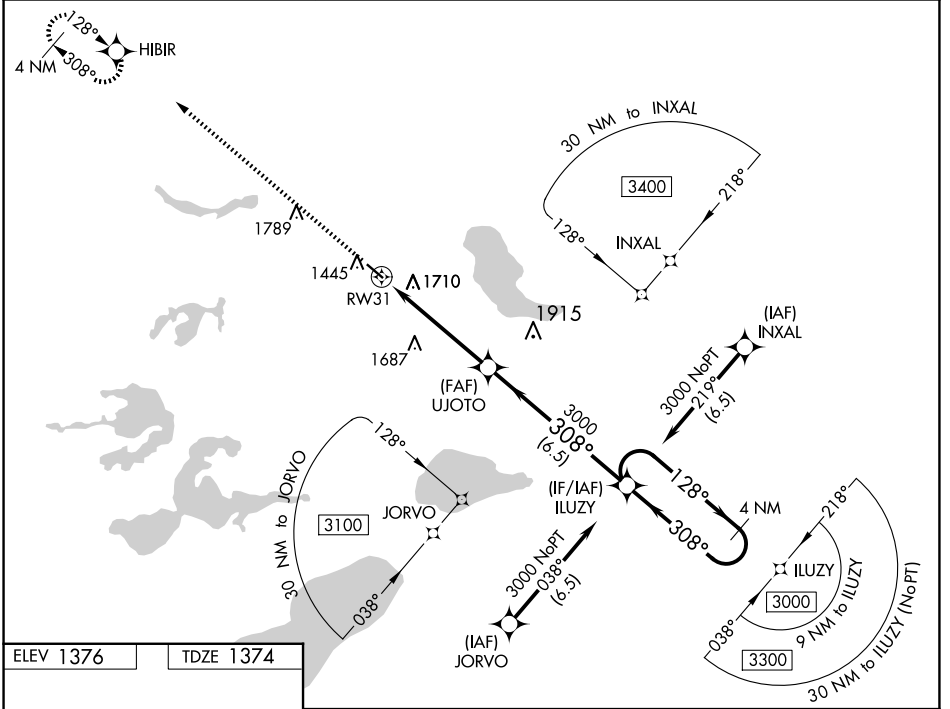 128°
HIBIR
4 NM
308°
30 NM to INXAL
3400
218°
128°
INXAL
1789
1445
RW31
1710
1915
1687
(FAF)
UJOTO
(IAF)
INXAL
3000 NoPT
219°
(6.5)
3000
308°
(6.5)
(IF/IAF)
ILUZY
128°
4 NM
308°
30 NM to JORVO
128°
3100
JORVO
038°
3000 NoPT
038°
(6.5)
(IAF)
JORVO
218°
ILUZY
3000
9 NM to ILUZY
038°
3300
30 NM to ILUZY (NoPT)
ELEV 1376
TDZE 1374